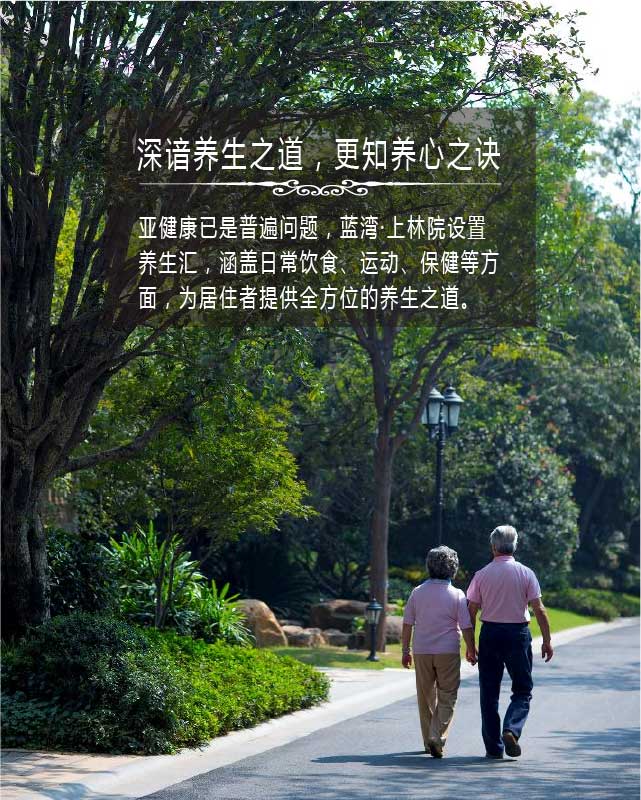 深谙养生之道，更知养心之诀
亚健康已是普遍问题，蓝湾·上林院设置
养生汇，涵盖日常饮食、运动、保健等方
面，为居住者提供全方位的养生之道。